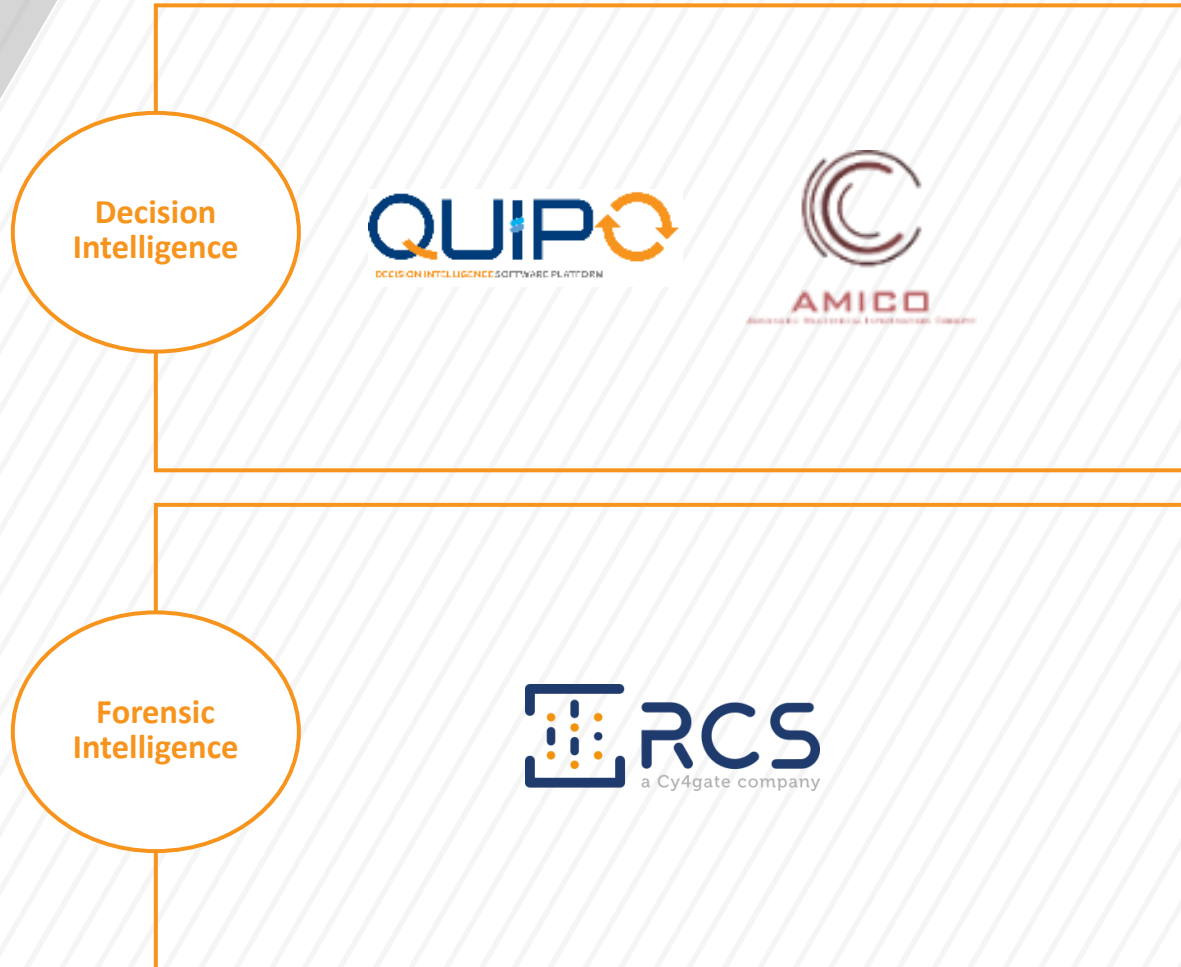 Decision
Intelligence
QUIPO
DECISION INTELLIGENCE SOFTWARE PLATFORM
AMICO
Forensic
Intelligence
RCS
a Cy4gate company